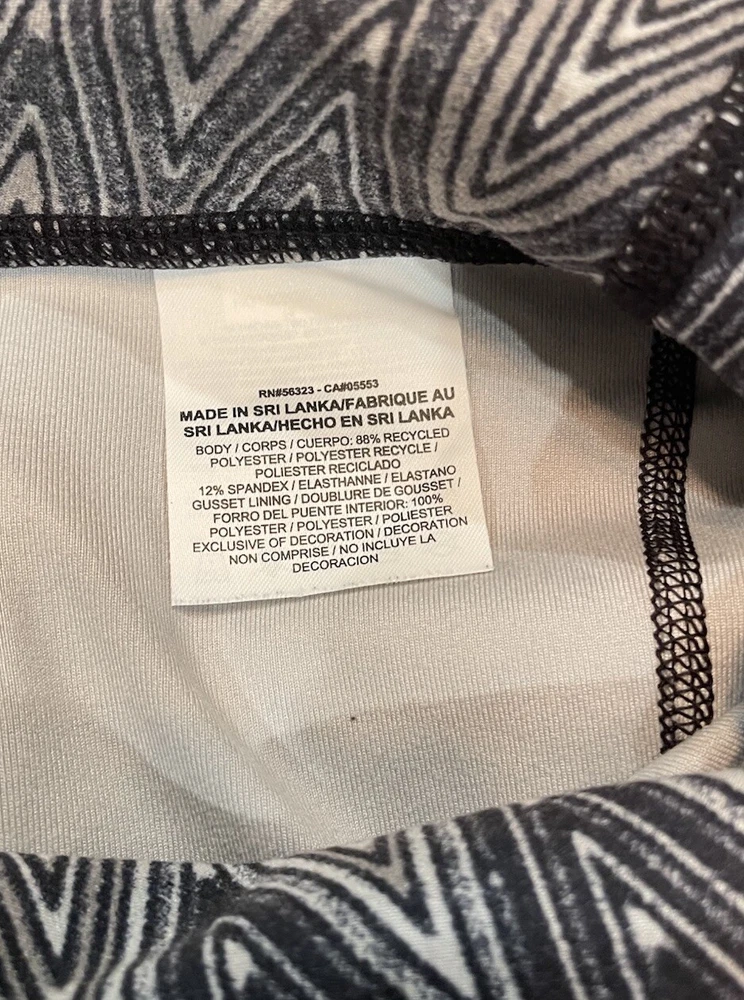 RN#56323 - CA#05553
MADE IN SRI LANKA/FABRIQUE AU
SRI LANKA/HECHO EN SRI LANKA
BODY / CORPS / CUERPO: 88% RECYCLED
POLYESTER / POLYESTER RECYCLE /
POLIESTER RECICLADO
12% SPANDEX / ELASTHANNE / ELASTANO
GUSSET LINING / DOUBLURE DE GOUSSET /
FORRO DEL PUENTE INTERIOR: 100%
POLYESTER / POLYESTER / POLIESTER
EXCLUSIVE OF DECORATION / DECORATION
NON COMPRISE / NO INCLUYE LA
DECORACION